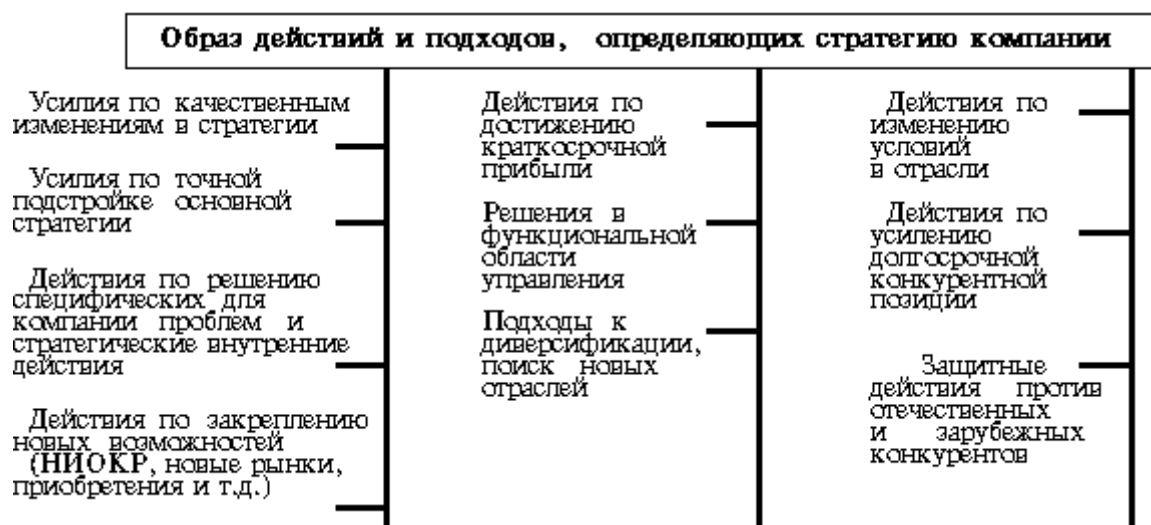 Образ действий и подходов, определяющих стратегию компании
Усилия по качественным
изменениям в стратегии
Усилия по точной
подстройке основной
стратегии
Действия по решению
специфических для
компании проблем и
стратегические внутренние
действия
Действия по закреплению
новых возможностей
(НИОКР, новые рынки,
приобретения и т.д.)
Действия по
достижению
краткосрочной
прибыли
Решения в
функциональной
области
управления
Подходы к
диверсификации,
поиск новых
отраслей
Действия по
изменению
условий
в отрасли
Действия по
усилению
долгосрочной
конкурентной
позиции
Защитные
действия против
отечественных
и зарубежных
конкурентов